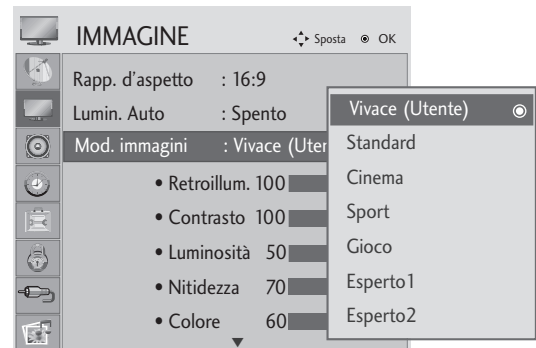 IMMAGINE
Sposta OK
Rapp. d'aspetto : 16:9
Lumin. Auto : Spento
Mod. immagini : Vivace (Uten
• Retroillum. 100
• Contrasto 100
• Luminosità 50
• Nitidezza 70
• Colore 60
Vivace (Utente)
Standard
Cinema
Sport
Gioco
Esperto1
Esperto2